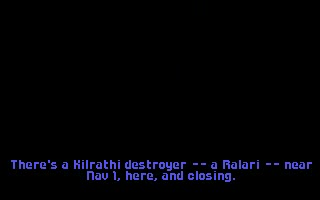 There's a Kilrathi destroyer -- a Ralari -- near
Nav 1, here, and closing.